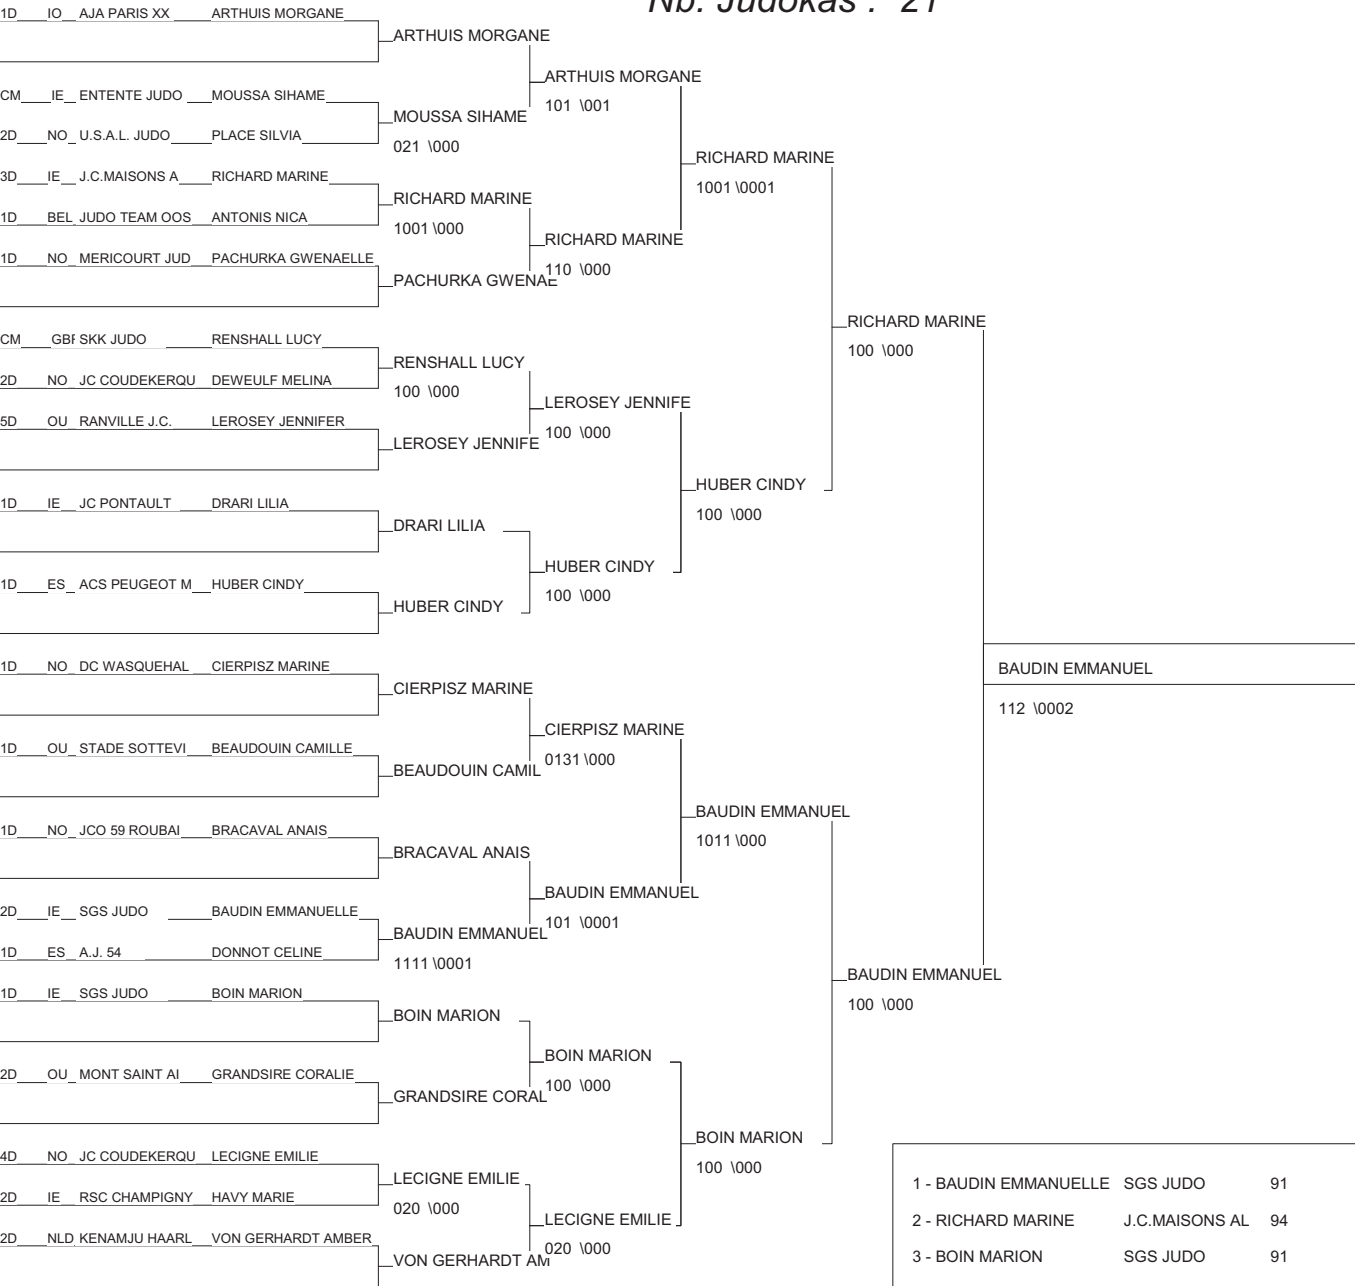 Nb. Judokas : 21
1D IO AJA PARIS XX ARTHUIS MORGANE
ARTHUIS MORGANE
ARTHUIS MORGANE
101 \001
CM IE ENTENTE JUDO MOUSSA SIHAME
MOUSSA SIHAME
021 \000
2D NO U.S.A.L. JUDO PLACE SILVIA
RICHARD MARINE
1001 \0001
3D IE J.C.MAISONS A RICHARD MARINE
RICHARD MARINE
1001 \000
1D BEL JUDO TEAM OOS ANTONIS NICA
RICHARD MARINE
110 \000
1D NO MERICOURT JUD PACHURKA GWENAELLE
PACHURKA GWENAE
RICHARD MARINE
100 \000
CM GBR SKK JUDO RENSHALL LUCY
RENSHALL LUCY
100 \000
2D NO JC COUDEKERQU DEWEULF MELINA
LEROSEY JENNIFE
100 \000
5D OU RANVILLE J.C. LEROSEY JENNIFER
LEROSEY JENNIFE
HUBER CINDY
100 \000
1D IE JC PONTAULT DRARI LILIA
DRARI LILIA
HUBER CINDY
100 \000
1D ES ACS PEUGEOT M HUBER CINDY
HUBER CINDY
1D NO DC WASQUEHAL CIERPISZ MARINE
BAUDIN EMMANUEL
112 \0002
CIERPISZ MARINE
CIERPISZ MARINE
0131 \000
1D OU STADE SOTTEVI BEAUDOUIN CAMILLE
BEAUDOUIN CAMIL
BAUDIN EMMANUEL
1011 \000
1D NO JCO 59 ROUBAI BRACAVAL ANAIS
BRACAVAL ANAIS
BAUDIN EMMANUEL
101 \0001
2D IE SGS JUDO BAUDIN EMMANUELLE
BAUDIN EMMANUEL
1111 \0001
1D ES A.J. 54 DONNOT CELINE
BAUDIN EMMANUEL
100 \000
1D IE SGS JUDO BOIN MARION
BOIN MARION
BOIN MARION
100 \000
2D OU MONT SAINT AI GRANDSIRE CORALIE
GRANDSIRE CORAL
BOIN MARION
100 \000
4D NO JC COUDEKERQU LECIGNE EMILIE
LECIGNE EMILIE
020 \000
2D IE RSC CHAMPIGNY HAVY MARIE
LECIGNE EMILIE
020 \000
2D NLD KENAMJU HAARL VON GERHARDT AMBER
VON GERHARDT AM
1 - BAUDIN EMMANUELLE SGS JUDO 91
2 - RICHARD MARINE J.C.MAISONS AL 94
3 - BOIN MARION SGS JUDO 91